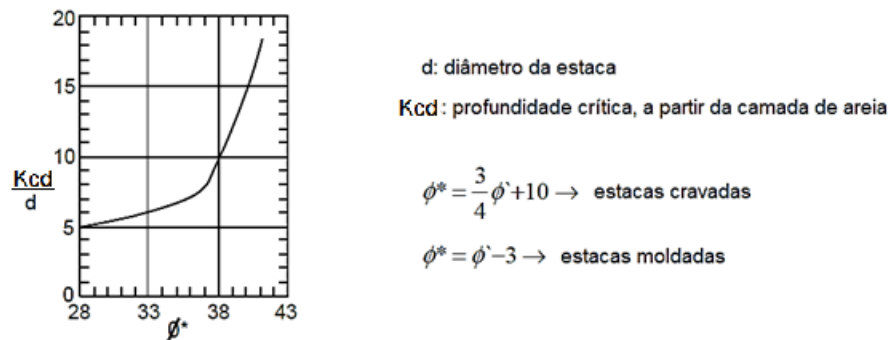 20
15
10
5
0
Kcd
d
28 33 38 43
ø*
d: diâmetro da estaca
Kcd : profundidade crítica, a partir da camada de areia
ϕ* = 3/4 ϕ`+10 → estacas cravadas
ϕ* = ϕ`−3 → estacas moldadas